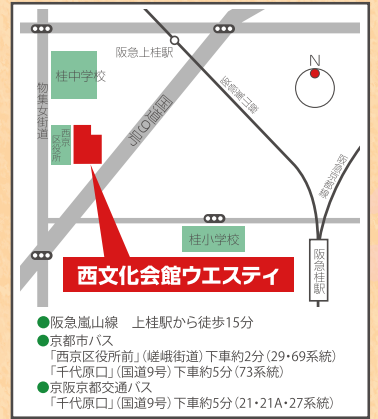 N
阪急上桂駅
桂中学校
物集女街道
国道9号
阪急嵐山線
西京
区役所
阪急京都線
桂小学校
阪急桂駅
西文化会館ウエスティ
●阪急嵐山線　上桂駅から徒歩15分
●京都市バス
「西京区役所前」(嵯峨街道)下車約2分(29・69系統)
「千代原口」(国道9号)下車約5分(73系統)
●京阪京都交通バス
「千代原口」(国道9号)下車約5分(21・21A・27系統)